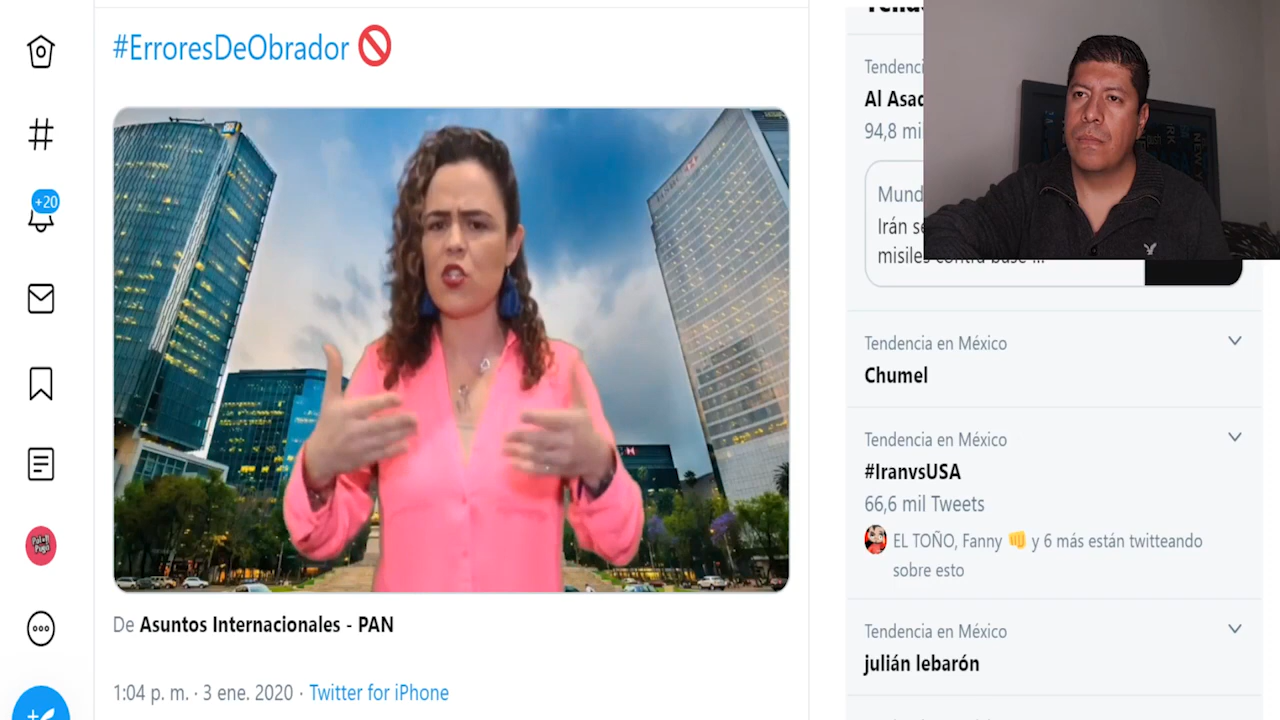 #ErroresDeObrador
+20
De Asuntos Internacionales - PAN
1:04 p. m. · 3 ene. 2020 · Twitter for iPhone
Al Asad
94,8 mi
Mund
Irán se
misiles contra base ...
Tendencia en México
Chumel
Tendencia en México
#IranvsUSA
66,6 mil Tweets
EL TOÑO, Fanny 👊 y 6 más están twitteando
sobre esto
Tendencia en México
julián lebarón